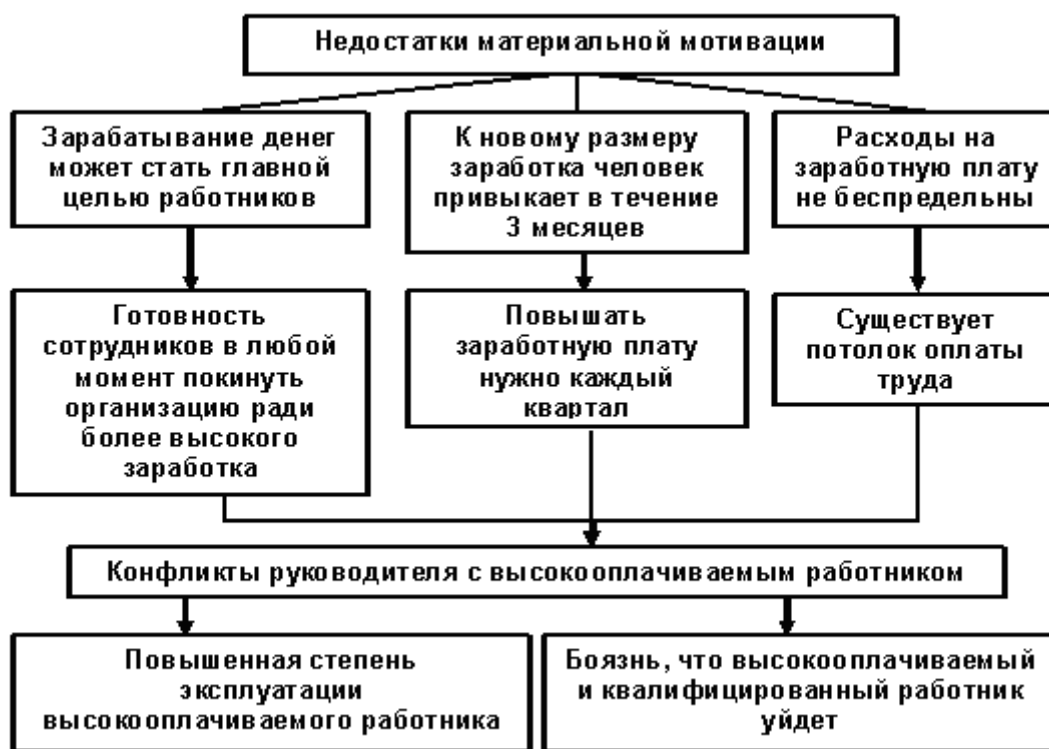 Недостатки материальной мотивации
Зарабатывание денег
может стать главной
целью работников
К новому размеру
заработка человек
привыкает в течение
3 месяцев
Расходы на
заработную плату
не беспредельны
Готовность
сотрудников в любой
момент покинуть
организацию ради
более высокого
заработка
Повышать
заработную плату
нужно каждый
квартал
Существует
потолок оплаты
труда
Конфликты руководителя с высокооплачиваемым работником
Повышенная степень
эксплуатации
высокооплачиваемого работника
Боязнь, что высокооплачиваемый
и квалифицированный работник
уйдет